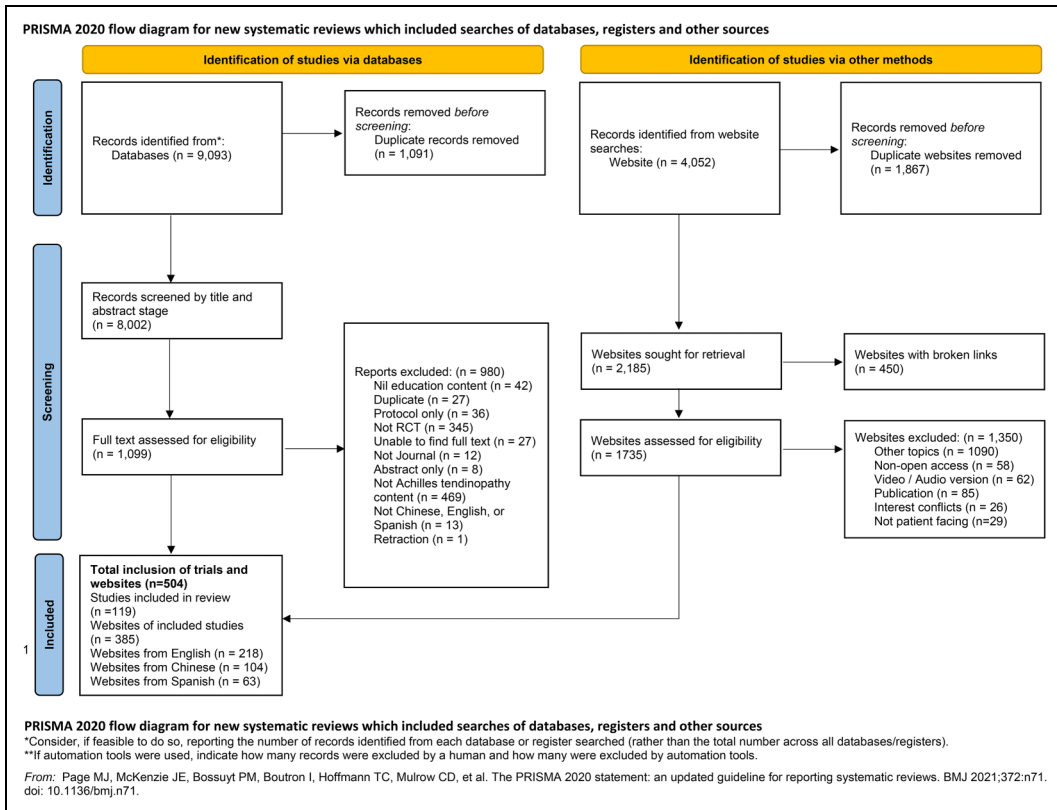 PRISMA 2020 flow diagram for new systematic reviews which included searches of databases, registers and other sources
Identification of studies via databases
Identification of studies via other methods
Identification
Records identified from*:
Databases (n = 9,093)
Records removed before
screening:
Duplicate records removed
(n = 1,091)
Records identified from website
searches:
Website (n = 4,052)
Records removed before
screening:
Duplicate websites removed
(n = 1,867)
Screening
Records screened by title and
abstract stage
(n = 8,002)
Full text assessed for eligibility
(n = 1,099)
Reports excluded: (n = 980)
Nil education content (n = 42)
Duplicate (n = 27)
Protocol only (n = 36)
Not RCT (n = 345)
Unable to find full text (n = 27)
Not Journal (n = 12)
Abstract only (n = 8)
Not Achilles tendinopathy
content (n = 469)
Not Chinese, English, or
Spanish (n = 13)
Retraction (n = 1)
Websites sought for retrieval
(n = 2,185)
Websites with broken links
(n = 450)
Websites assessed for eligibility
(n = 1735)
Websites excluded: (n = 1,350)
Other topics (n = 1090)
Non-open access (n = 58)
Video / Audio version (n = 62)
Publication (n = 85)
Interest conflicts (n = 26)
Not patient facing (n=29)
1
Included
Total inclusion of trials and
websites (n=504)
Studies included in review
(n =119)
Websites of included studies
(n = 385)
Websites from English (n = 218)
Websites from Chinese (n = 104)
Websites from Spanish (n = 63)
PRISMA 2020 flow diagram for new systematic reviews which included searches of databases, registers and other sources
*Consider, if feasible to do so, reporting the number of records identified from each database or register searched (rather than the total number across all databases/registers).
**If automation tools were used, indicate how many records were excluded by a human and how many were excluded by automation tools.
From: Page MJ, McKenzie JE, Bossuyt PM, Boutron I, Hoffmann TC, Mulrow CD, et al. The PRISMA 2020 statement: an updated guideline for reporting systematic reviews. BMJ 2021;372:n71.
doi: 10.1136/bmj.n71.